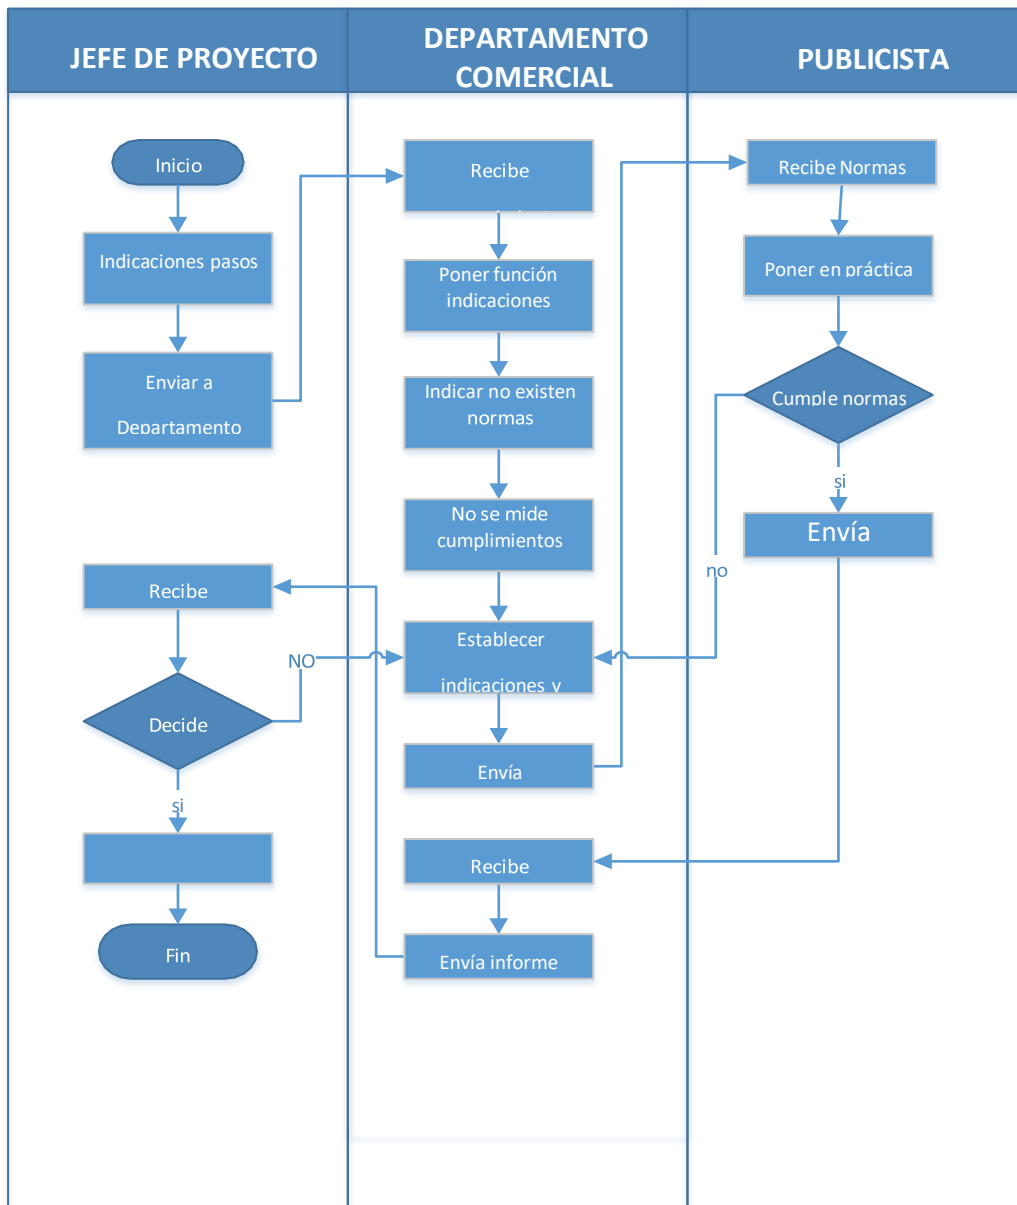 JEFE DE PROYECTO
DEPARTAMENTO
COMERCIAL
PUBLICISTA
Inicio
Indicaciones pasos
Enviar a
Departamento
Recibe
Decide
NO
si
Fin
Recibe
Poner función
indicaciones
Indicar no existen
normas
No se mide
cumplimientos
Establecer
indicaciones y
Envía
Recibe
Envía informe
Recibe Normas
Poner en práctica
Cumple normas
si
no
Envía